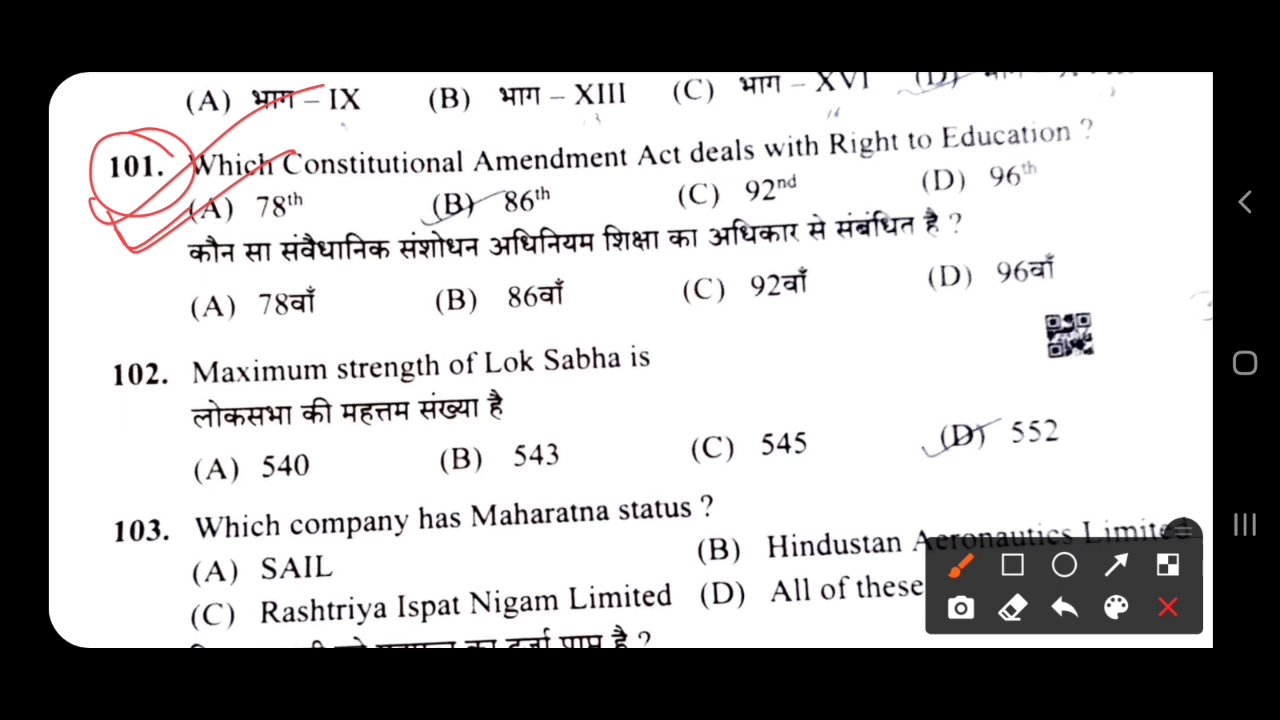 (A) भाग – IX (B) भाग – XIII (C) भाग – XVI (D)
101. Which Constitutional Amendment Act deals with Right to Education ?
(A) 78th (B) 86th (C) 92nd (D) 96th
कौन सा संवैधानिक संशोधन अधिनियम शिक्षा का अधिकार से संबंधित है ?
(A) 78वाँ (B) 86वाँ (C) 92वाँ (D) 96वाँ
102. Maximum strength of Lok Sabha is
लोकसभा की महत्तम संख्या है
(A) 540 (B) 543 (C) 545 (D) 552
103. Which company has Maharatna status ?
(A) SAIL (B) Hindustan Aeronautics Limited
(C) Rashtriya Ispat Nigam Limited (D) All of these
का दर्जा प्राप्त है ?